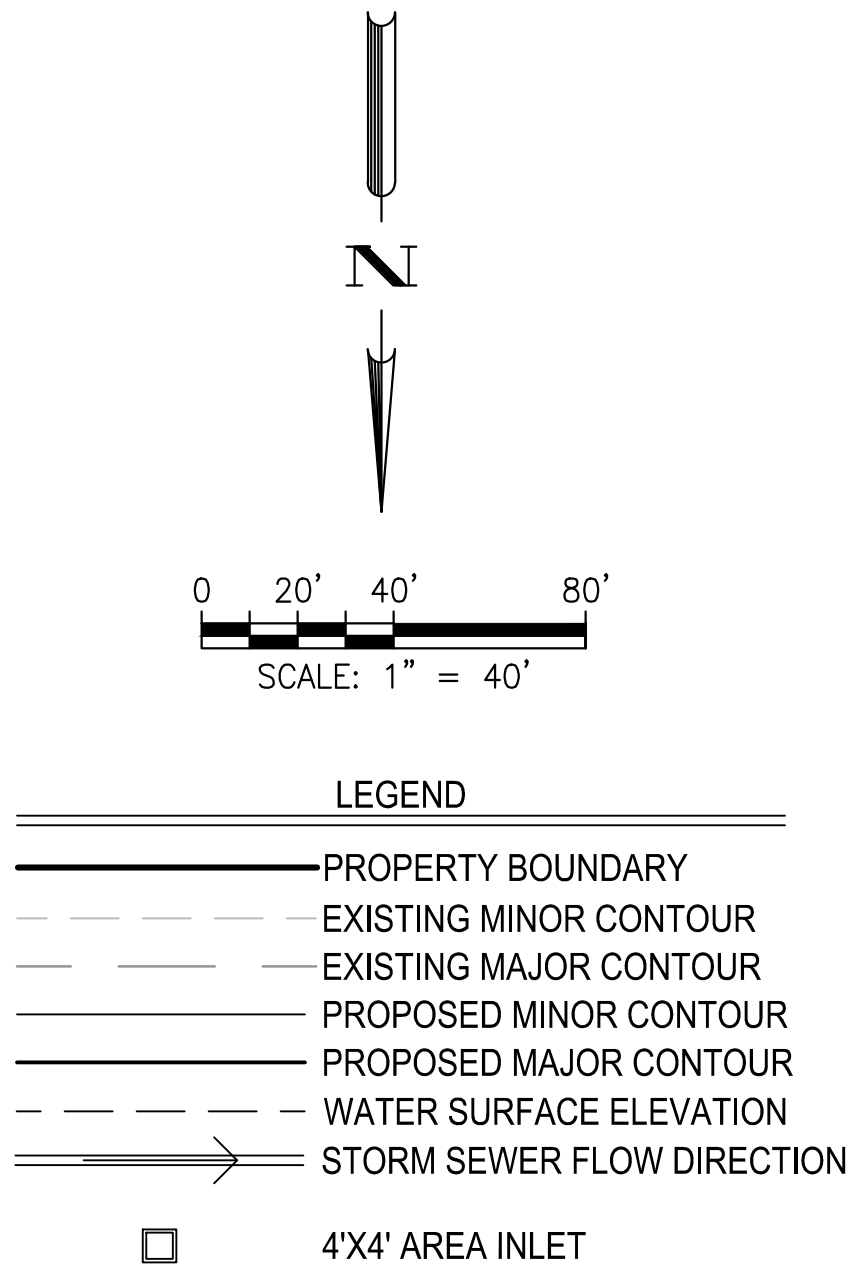 N
0 20' 40' 80'
SCALE: 1" = 40'
LEGEND
PROPERTY BOUNDARY
EXISTING MINOR CONTOUR
EXISTING MAJOR CONTOUR
PROPOSED MINOR CONTOUR
PROPOSED MAJOR CONTOUR
WATER SURFACE ELEVATION
STORM SEWER FLOW DIRECTION
4'X4' AREA INLET